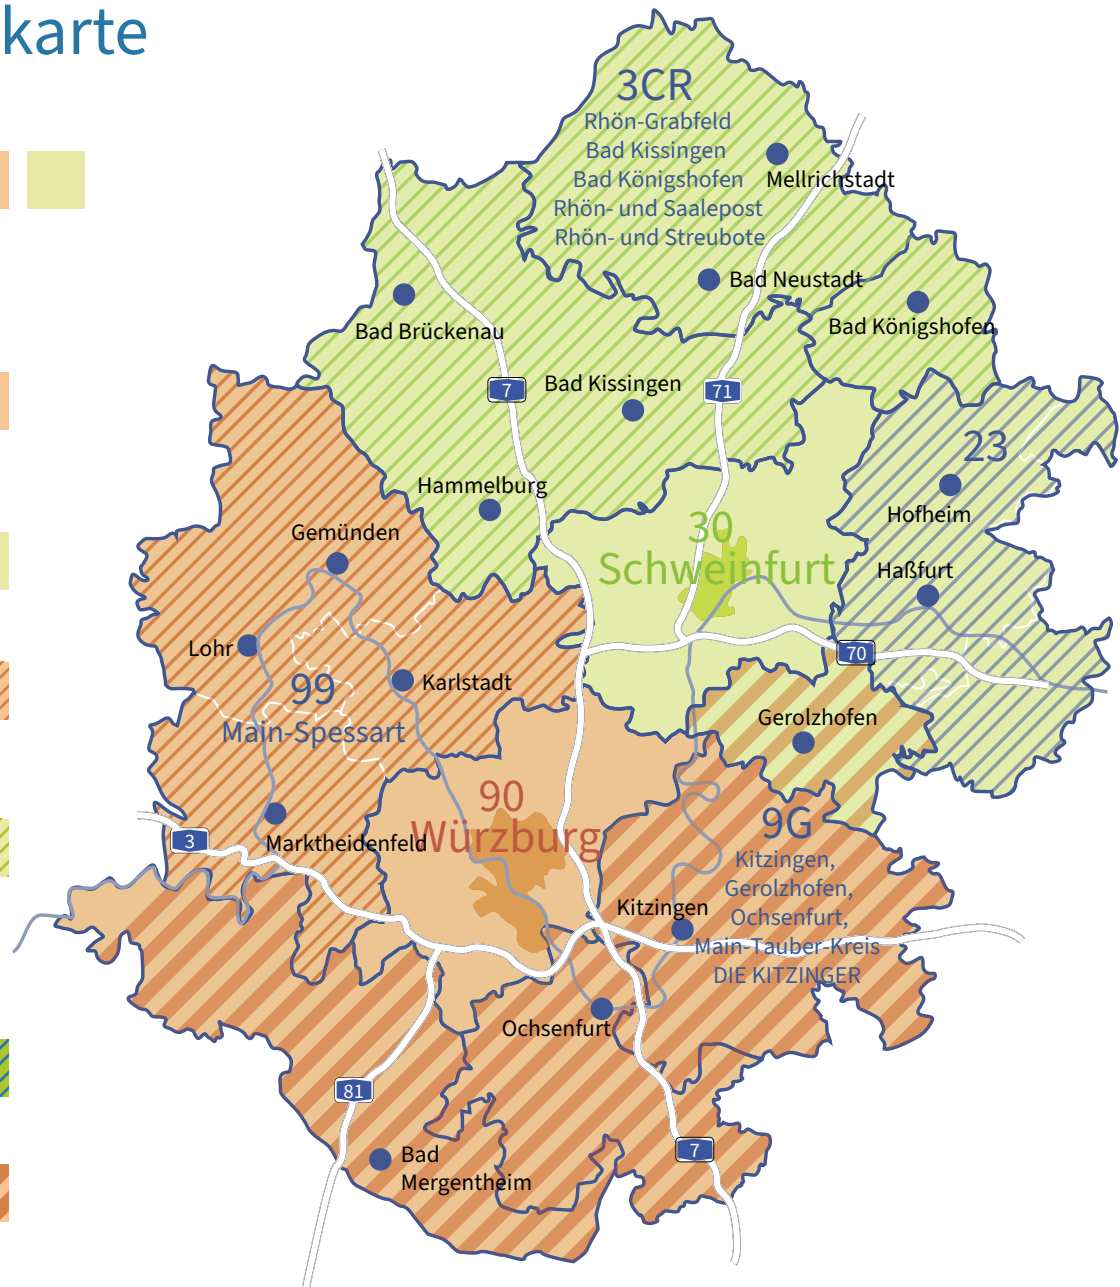 karte
3CR
Rhön-Grabfeld
Bad Kissingen
Bad Königshofen
Rhön- und Saalepost
Rhön- und Streubote
Mellrichstadt
Bad Neustadt
Bad Brückenau
Bad Königshofen
7
Bad Kissingen
71
23
Hammelburg
Hofheim
Gemünden
30
Schweinfurt
Haßfurt
Lohr
70
Karlstadt
99
Main-Spessart
Gerolzhofen
90
Würzburg
9G
Kitzingen,
Gerolzhofen,
Ochsenfurt,
Main-Tauber-Kreis
DIE KITZINGER
3
Marktheidenfeld
Kitzingen
Ochsenfurt
81
7
Bad
Mergentheim